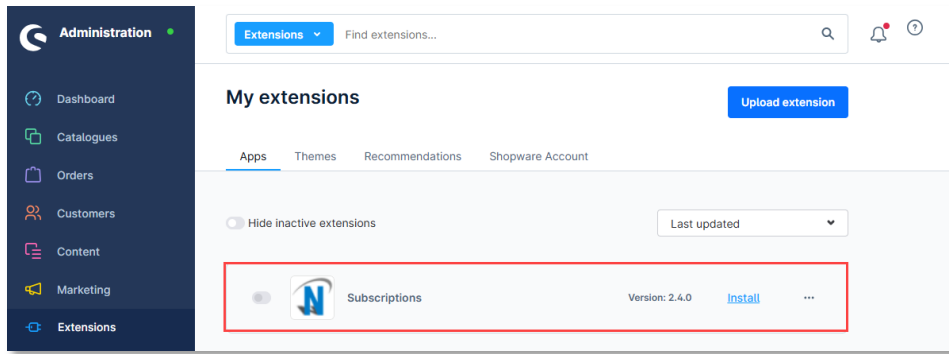 Administration
Dashboard
Catalogues
Orders
Customers
Content
Marketing
Extensions
Extensions Find extensions...
?
My extensions
Upload extension
Apps Themes Recommendations Shopware Account
Hide inactive extensions
Last updated
N Subscriptions Version: 2.4.0 Install ...